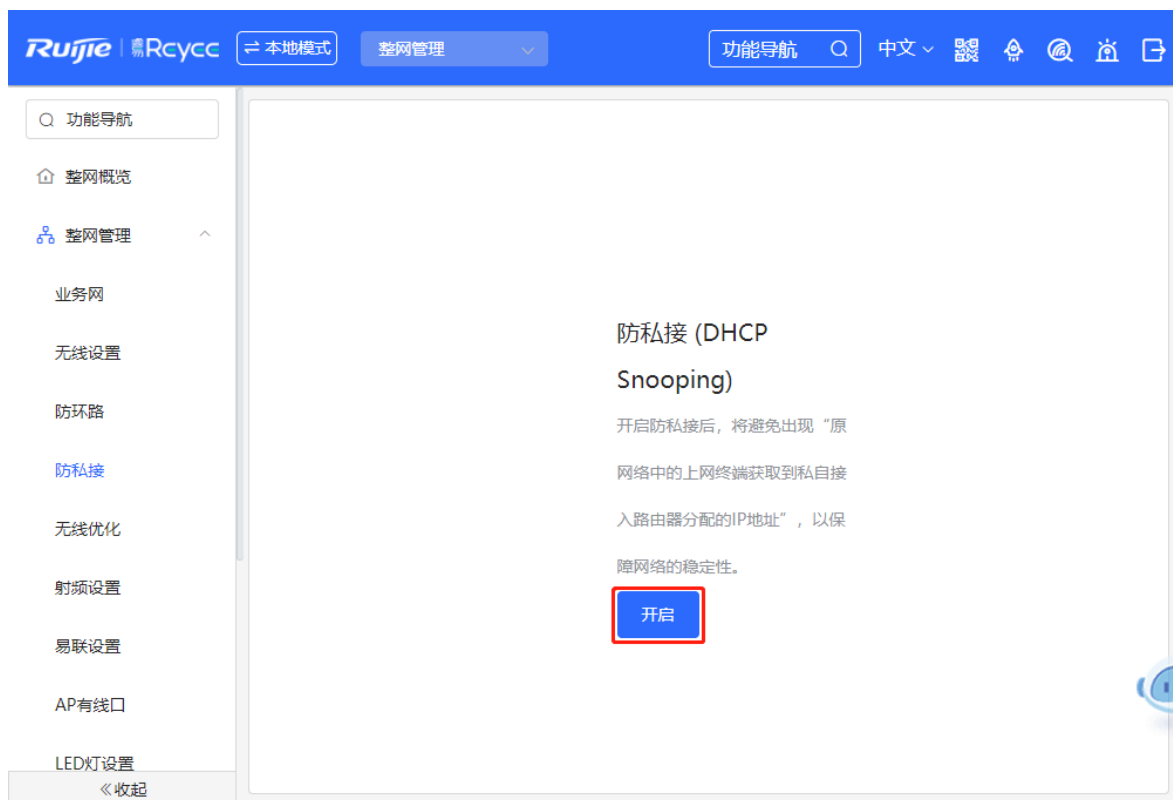 Ruijie | 睿易 Reyee 本地模式 整网管理 功能导航 中文
功能导航
整网概览
整网管理
业务网
无线设置
防环路
防私接
无线优化
射频设置
易联设置
AP有线口
LED灯设置
《收起
防私接 (DHCP
Snooping)
开启防私接后，将避免出现“原
网络中的上网终端获取到私自接
入路由器分配的IP地址”，以保
障网络的稳定性。
开启